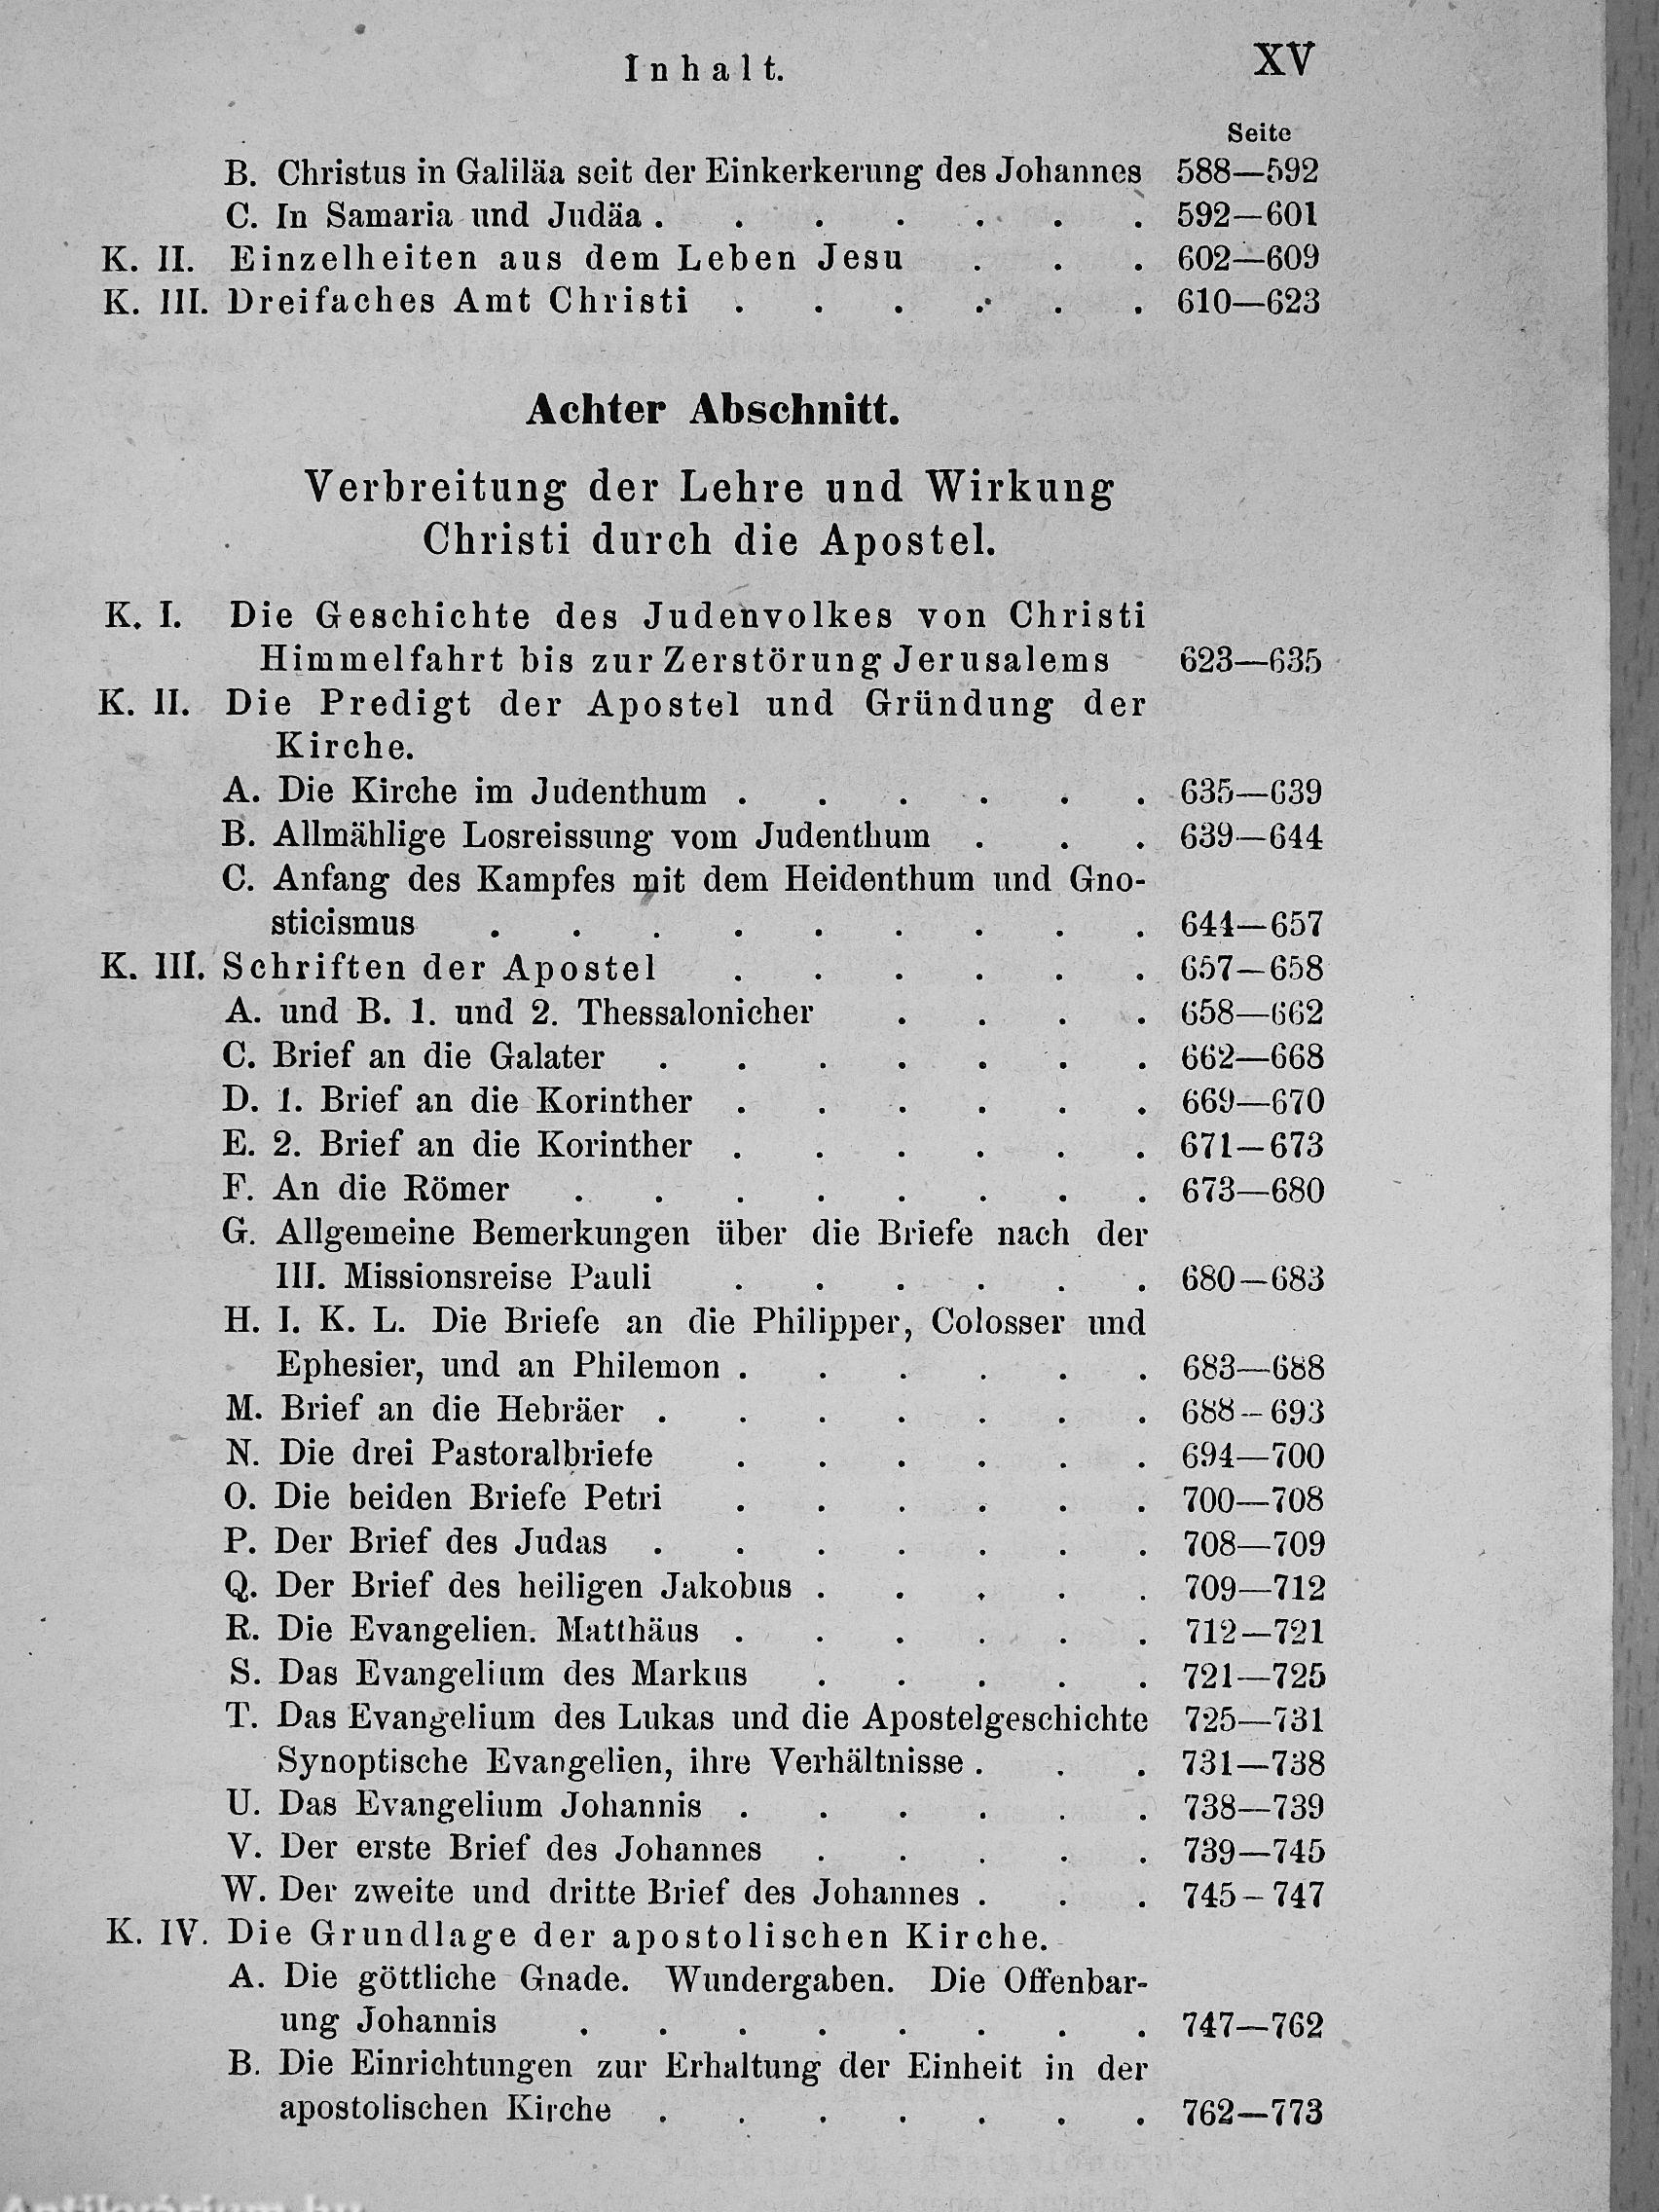 Inhalt. XV
Seite
B. Christus in Galiläa seit der Einkerkerung des Johannes 588—592
C. In Samaria und Judäa . . . . . . . 592—601
K. II. Einzelheiten aus dem Leben Jesu . . . 602—609
K. III. Dreifaches Amt Christi . . . . . . 610—623
Achter Abschnitt.
Verbreitung der Lehre und Wirkung
Christi durch die Apostel.
K. I. Die Geschichte des Judenvolkes von Christi
Himmelfahrt bis zur Zerstörung Jerusalems 623—635
K. II. Die Predigt der Apostel und Gründung der
Kirche.
A. Die Kirche im Judenthum . . . . . . 635—639
B. Allmählige Losreissung vom Judenthum . . . 639—644
C. Anfang des Kampfes mit dem Heidenthum und Gno-
sticismus . . . . . . . . . 644—657
K. III. Schriften der Apostel . . . . . . 657—658
A. und B. 1. und 2. Thessalonicher . . . . 658—662
C. Brief an die Galater . . . . . . . 662—668
D. 1. Brief an die Korinther . . . . . . 669—670
E. 2. Brief an die Korinther . . . . . . 671—673
F. An die Römer . . . . . . . . 673—680
G. Allgemeine Bemerkungen über die Briefe nach der
III. Missionsreise Pauli . . . . . . 680—683
H. I. K. L. Die Briefe an die Philipper, Colosser und
Ephesier, und an Philemon . . . . . . 683—688
M. Brief an die Hebräer . . . . . . . 688—693
N. Die drei Pastoralbriefe . . . . . . 694—700
O. Die beiden Briefe Petri . . . . . . 700—708
P. Der Brief des Judas . . . . . . . 708—709
Q. Der Brief des heiligen Jakobus . . . . . 709—712
R. Die Evangelien. Matthäus . . . . . . 712—721
S. Das Evangelium des Markus . . . . . 721—725
T. Das Evangelium des Lukas und die Apostelgeschichte 725—731
Synoptische Evangelien, ihre Verhältnisse . . . 731—738
U. Das Evangelium Johannis . . . . . . 738—739
V. Der erste Brief des Johannes . . . . . 739—745
W. Der zweite und dritte Brief des Johannes . . . 745—747
K. IV. Die Grundlage der apostolischen Kirche.
A. Die göttliche Gnade. Wundergaben. Die Offenbar-
ung Johannis . . . . . . . . 747—762
B. Die Einrichtungen zur Erhaltung der Einheit in der
apostolischen Kirche . . . . . . . 762—773